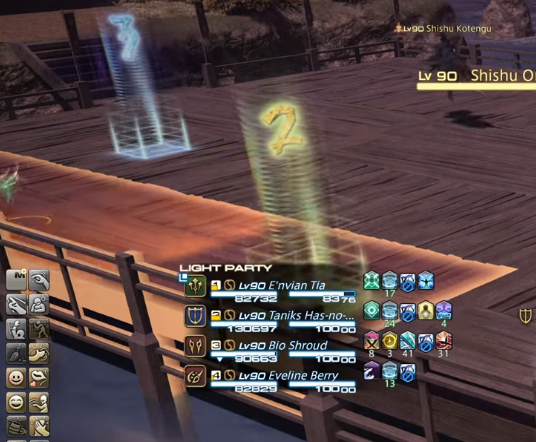 3
Lv90 Shishu Kotengu
Lv 90 Shishu O
2
LIGHT PARTY
1 Lv90 E'nvian Tia
82732 8376
17
2 Lv90 Taniks Has-no-...
130697 10000
24 4
3 Lv90 Bio Shroud
90663 10000
8 3 41 31
4 Lv90 Eveline Berry
82829 10000
13